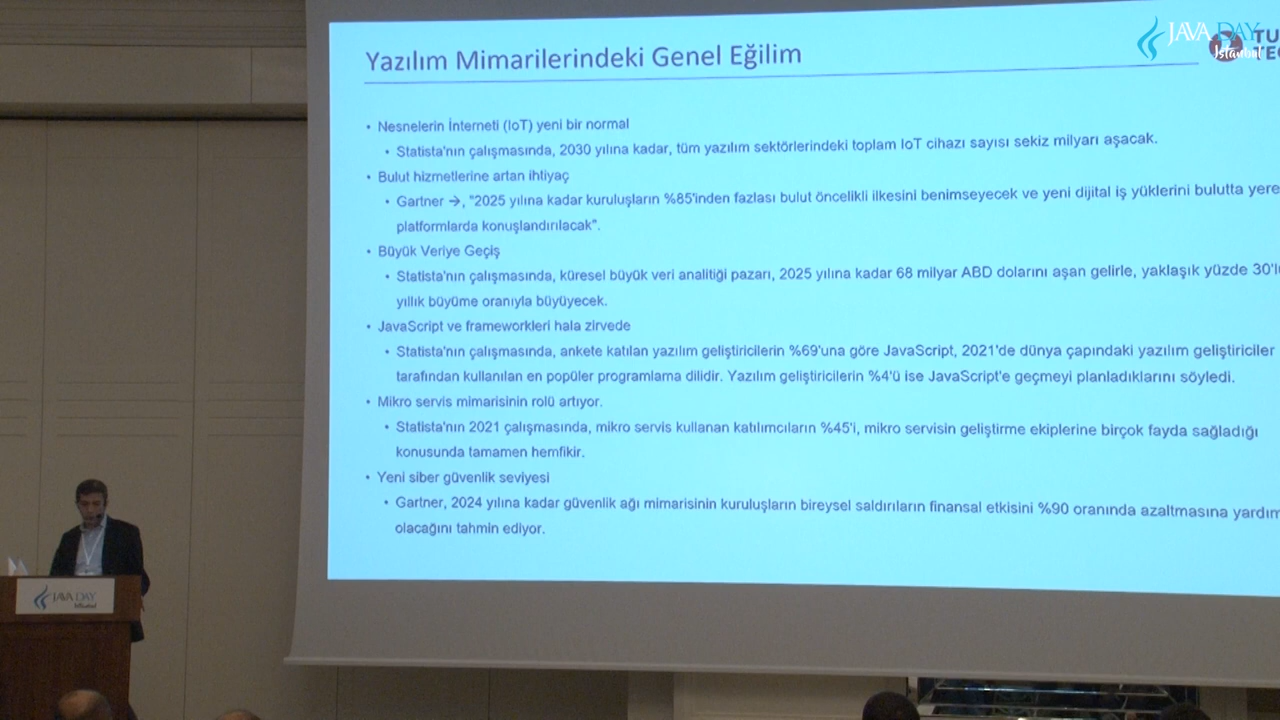 Yazılım Mimarilerindeki Genel Eğilim
JAVA DAY
İstanbul
• Nesnelerin İnterneti (IoT) yeni bir normal
• Statista'nın çalışmasında, 2030 yılına kadar, tüm yazılım sektörlerindeki toplam IoT cihazı sayısı sekiz milyarı aşacak.
• Bulut hizmetlerine artan ihtiyaç
• Gartner →, "2025 yılına kadar kuruluşların %85'inden fazlası bulut öncelikli ilkesini benimseyecek ve yeni dijital iş yüklerini bulutta yere
platformlarda konuşlandırılacak".
• Büyük Veriye Geçiş
• Statista'nın çalışmasında, küresel büyük veri analitiği pazarı, 2025 yılına kadar 68 milyar ABD dolarını aşan gelirle, yaklaşık yüzde 30'lu
yıllık büyüme oranıyla büyüyecek.
• JavaScript ve frameworkleri hala zirvede
• Statista'nın çalışmasında, ankete katılan yazılım geliştiricilerin %69'una göre JavaScript, 2021'de dünya çapındaki yazılım geliştiriciler
tarafından kullanılan en popüler programlama dilidir. Yazılım geliştiricilerin %4'ü ise JavaScript'e geçmeyi planladıklarını söyledi.
• Mikro servis mimarisinin rolü artıyor.
• Statista'nın 2021 çalışmasında, mikro servis kullanan katılımcıların %45'i, mikro servisin geliştirme ekiplerine birçok fayda sağladığı
konusunda tamamen hemfikir.
• Yeni siber güvenlik seviyesi
• Gartner, 2024 yılına kadar güvenlik ağı mimarisinin kuruluşların bireysel saldırıların finansal etkisini %90 oranında azaltmasına yardım
olacağını tahmin ediyor.
JAVA DAY
İstanbul